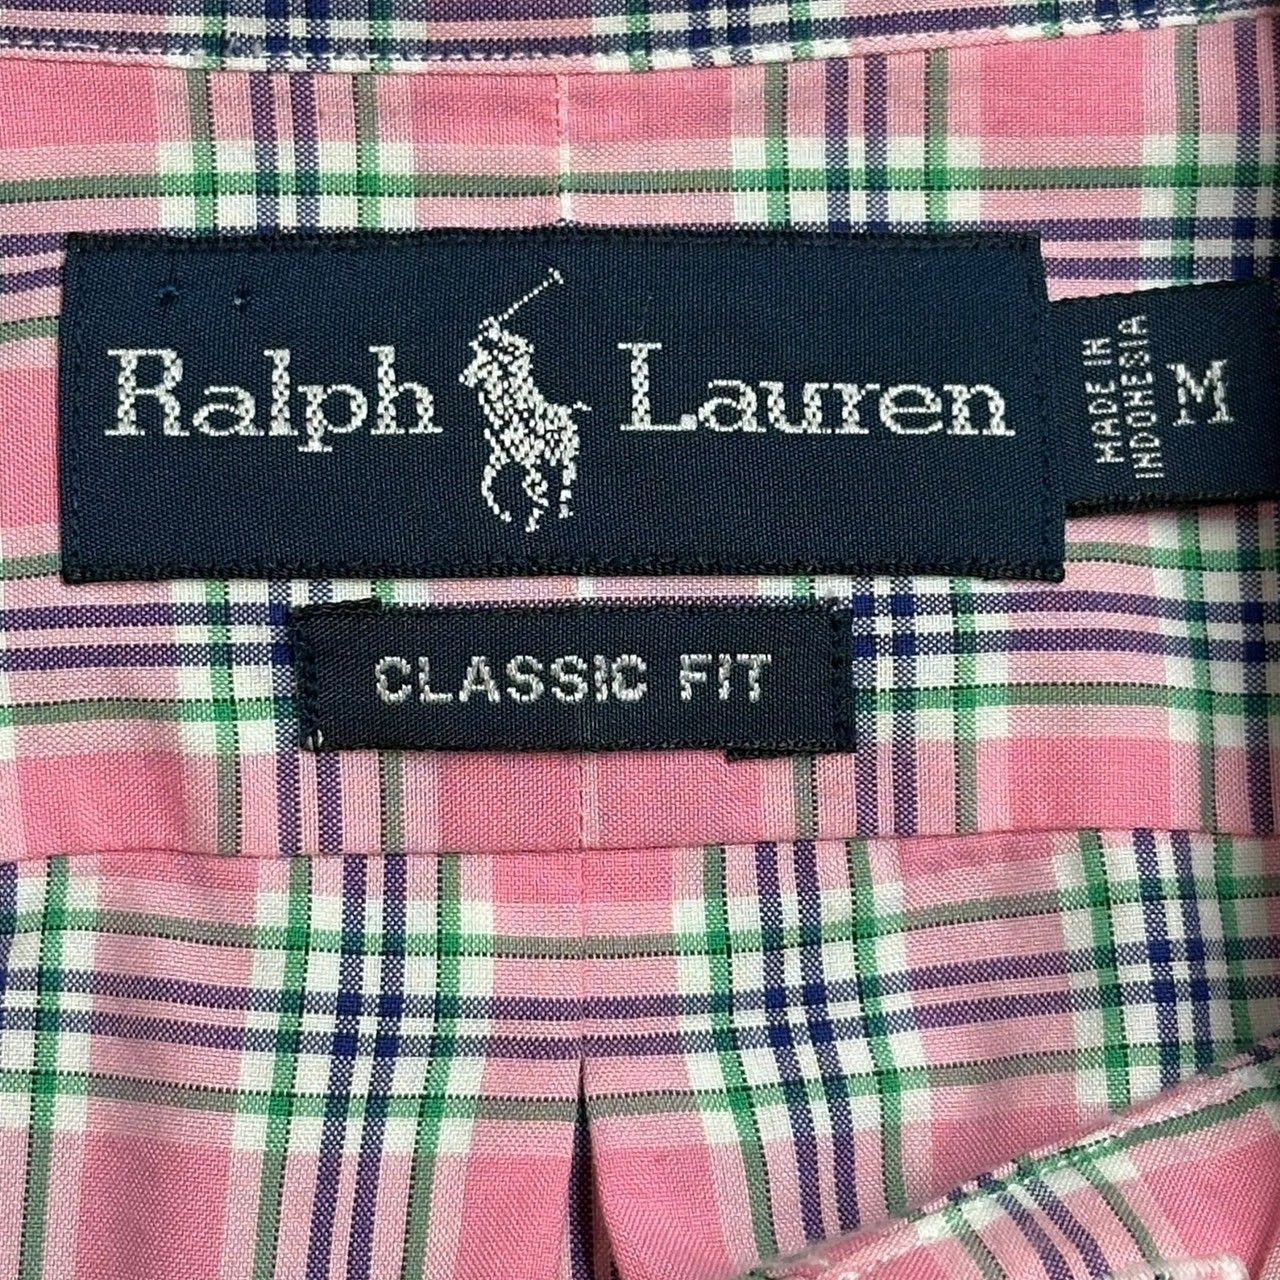 Ralph Lauren
MADE IN
INDONESIA
M
CLASSIC FIT